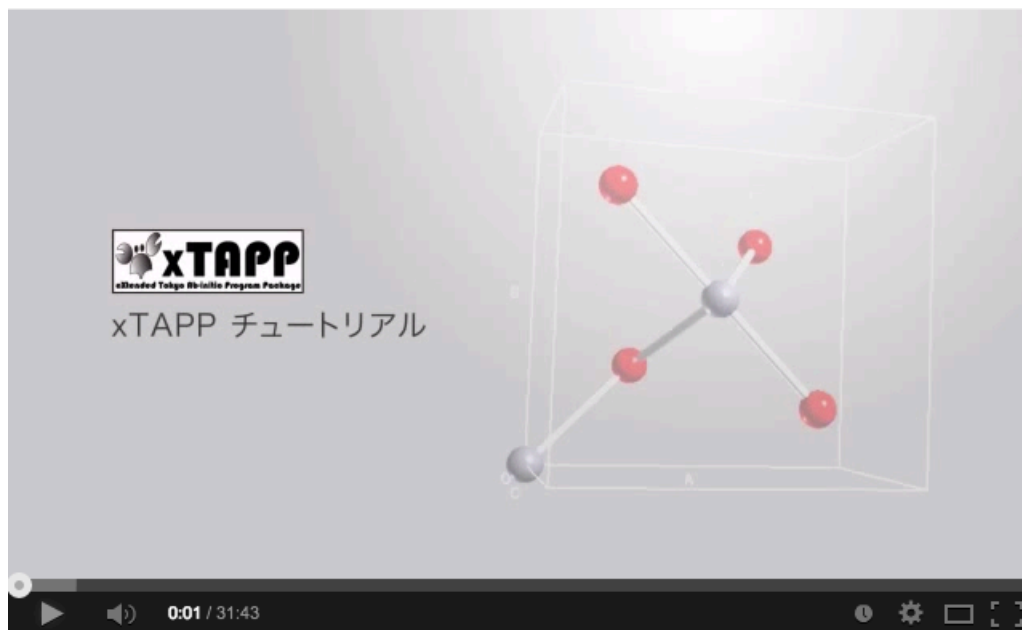 xTAPP
eXtended Tokyo Ab-initio Program Package
xTAPP チュートリアル
B
A
O
C
0:01 / 31:43